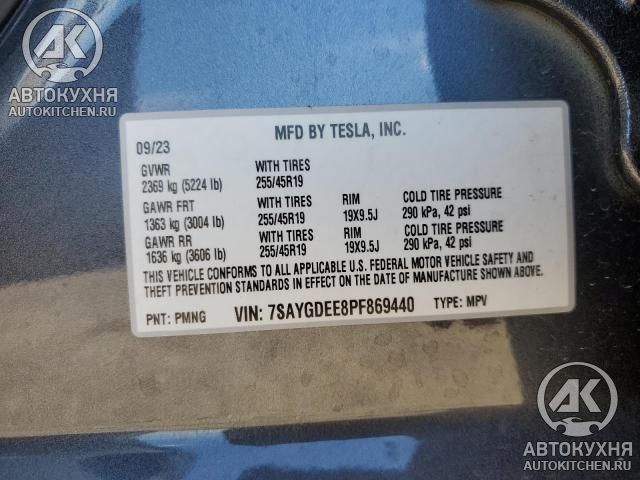 АК
АВТОКУХНЯ
AUTOKITCHEN.RU
MFD BY TESLA, INC.
09/23
GVWR WITH TIRES
2369 kg (5224 lb) 255/45R19
GAWR FRT WITH TIRES RIM COLD TIRE PRESSURE
1363 kg (3004 lb) 255/45R19 19X9.5J 290 kPa, 42 psi
GAWR RR WITH TIRES RIM COLD TIRE PRESSURE
1636 kg (3606 lb) 255/45R19 19X9.5J 290 kPa, 42 psi
THIS VEHICLE CONFORMS TO ALL APPLICABLE U.S. FEDERAL MOTOR VEHICLE SAFETY AND
THEFT PREVENTION STANDARDS IN EFFECT ON THE DATE OF MANUFACTURE SHOWN ABOVE.
PNT: PMNG VIN: 7SAYGDEE8PF869440 TYPE: MPV
АК
АВТОКУХНЯ
AUTOKITCHEN.RU